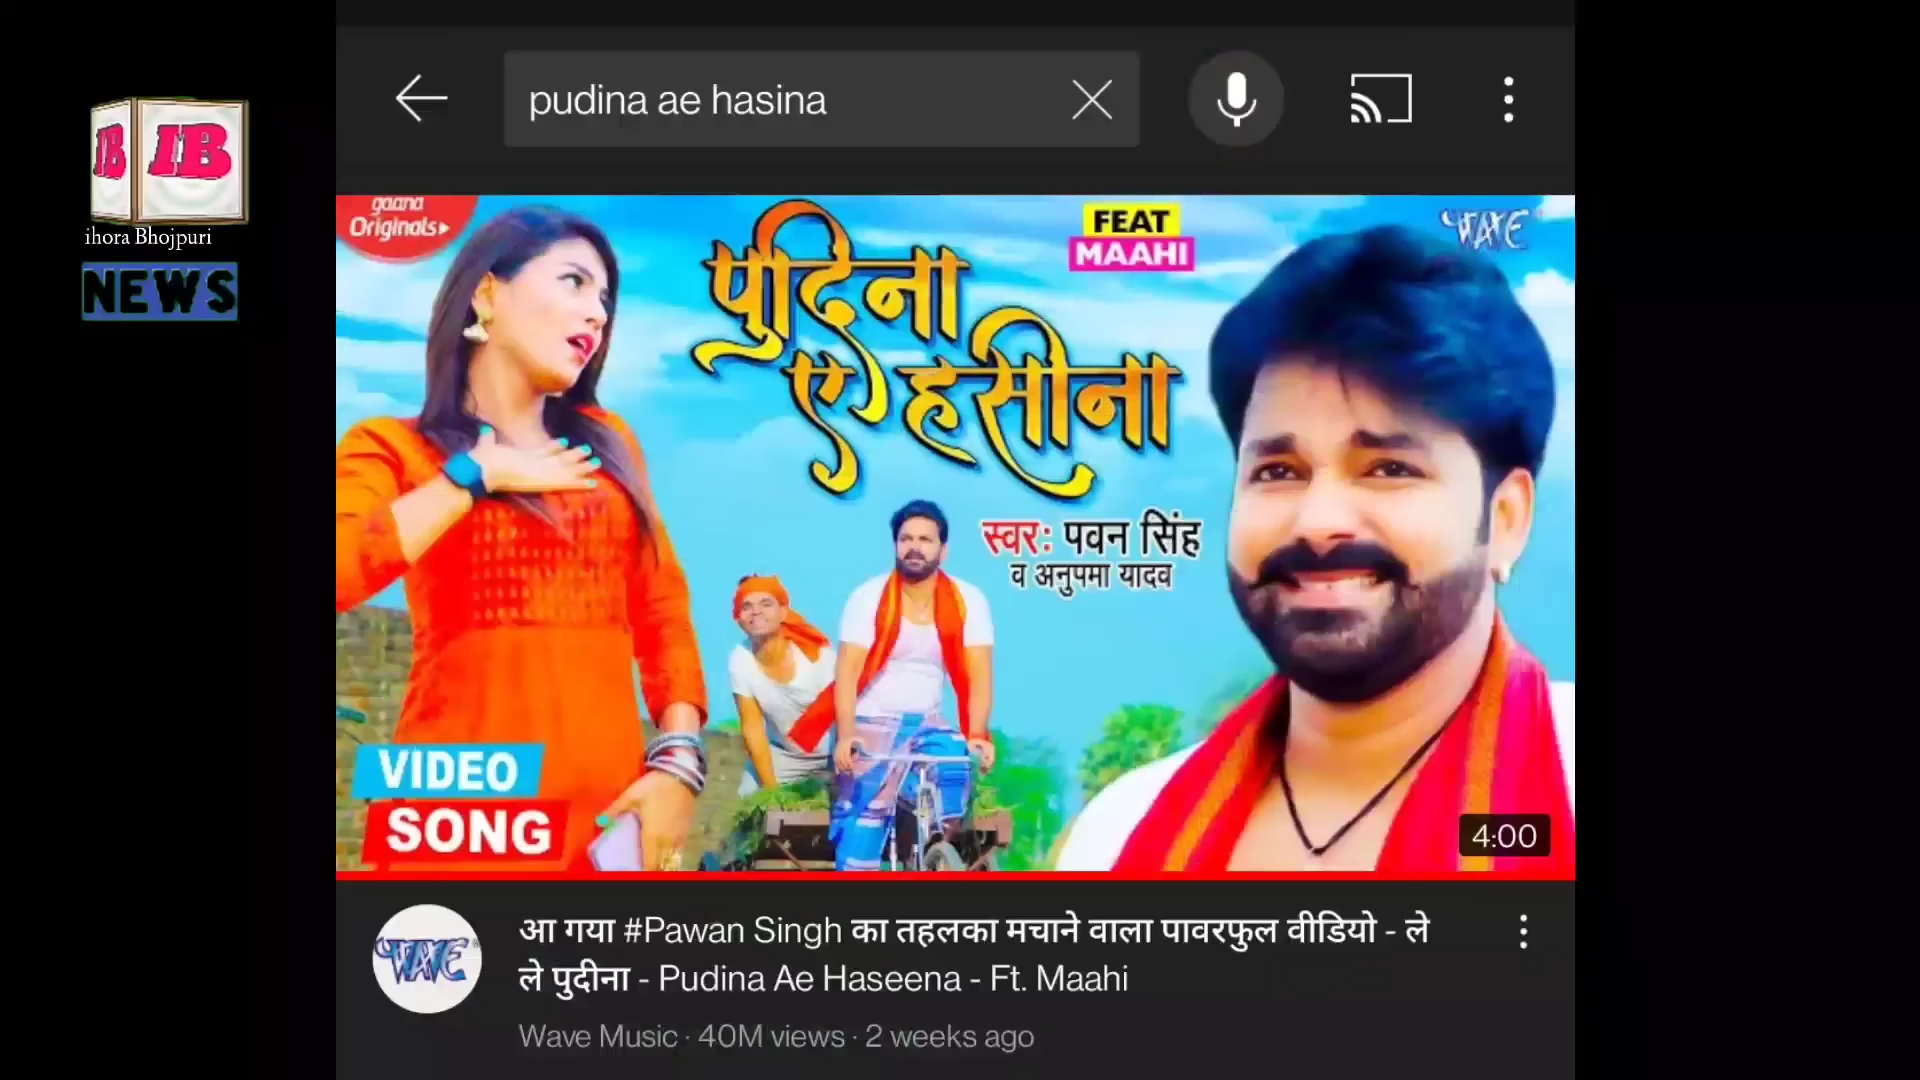 pudina ae hasina
IB IB
ihora Bhojpuri
NEWS
gaana
Originals
FEAT
MAAHI
WAVE
पुदिना
ए हसीना
स्वर: पवन सिंह
व अनुपमा यादव
VIDEO
SONG
4:00
WAVE
आ गया #Pawan Singh का तहलका मचाने वाला पावरफुल वीडियो - ले
ले पुदीना - Pudina Ae Haseena - Ft. Maahi
Wave Music · 40M views · 2 weeks ago